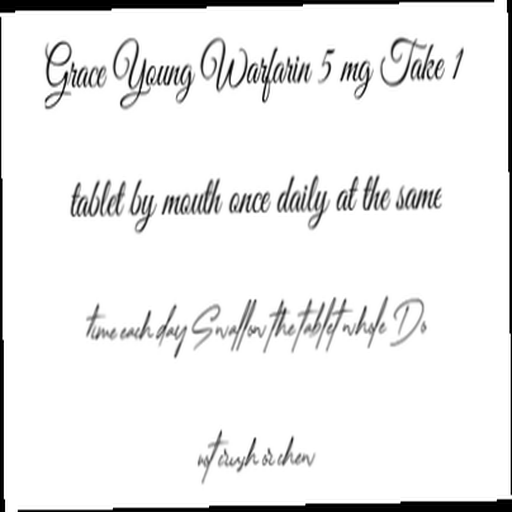 Grace Young Warfarin 5 mg Take 1
tablet by mouth once daily at the same
time each day Swallow the tablet whole Do
not crush or chew